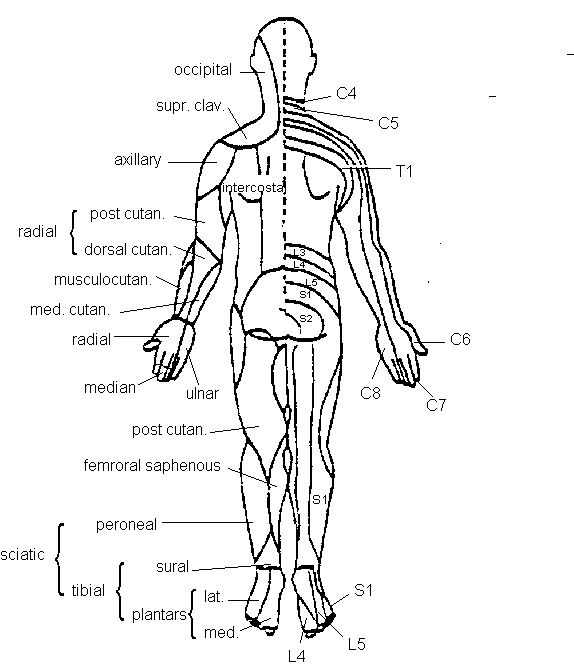 occipital
C4
supr. clav.
C5
axillary
T1
intercostal
post cutan.
radial
dorsal cutan.
L3
L4
musculocutan.
L5
S1
med. cutan.
S2
radial
C6
median
ulnar
C8
C7
post cutan.
femroral saphenous
S1
peroneal
sciatic
sural
tibial
S1
lat.
plantars
med.
L5
L4